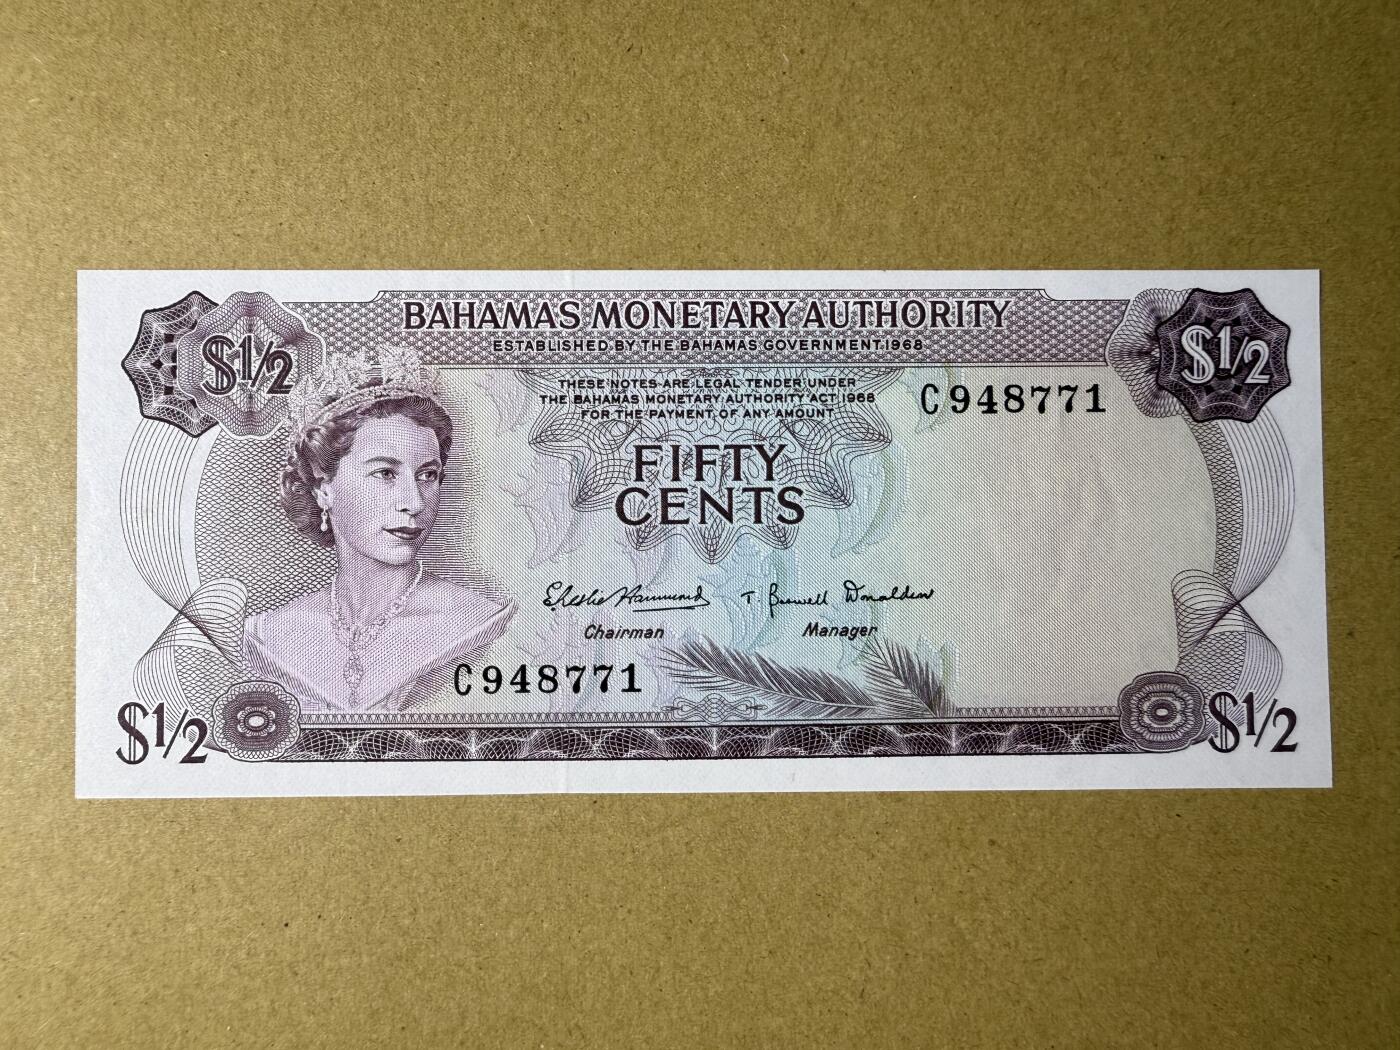 BAHAMAS MONETARY AUTHORITY
ESTABLISHED BY THE BAHAMAS GOVERNMENT 1968
$1/2
$1/2
THESE NOTES ARE LEGAL TENDER UNDER
THE BAHAMAS MONETARY AUTHORITY ACT 1968
FOR THE PAYMENT OF ANY AMOUNT
C948771
FIFTY
CENTS
T. Burwell Donaldson
Chairman
Manager
C948771
$1/2
$1/2